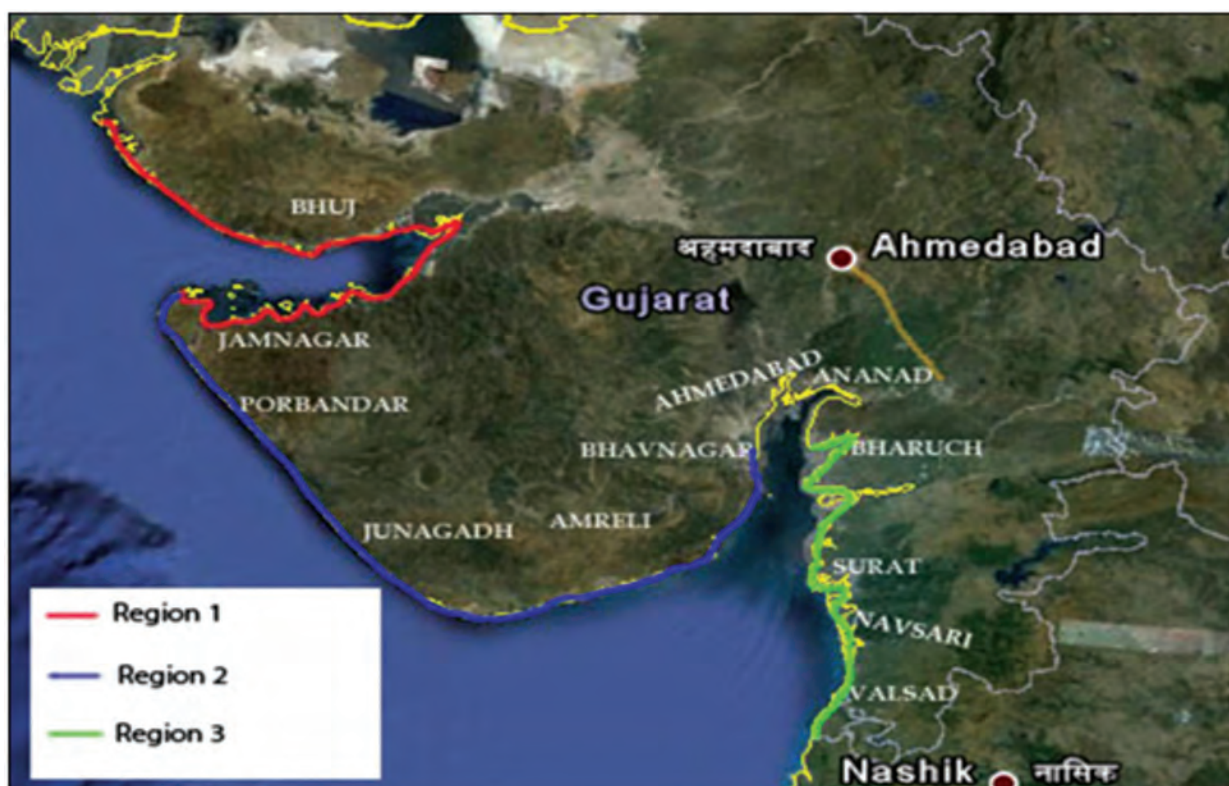 BHUJ
अहमदाबाद Ahmedabad
Gujarat
JAMNAGAR
AHMEDABAD
ANANAD
PORBANDAR
BHAVNAGAR
BHARUCH
JUNAGADH
AMRELI
SURAT
NAVSARI
VALSAD
Region 1
Region 2
Region 3
Nashik नासिक